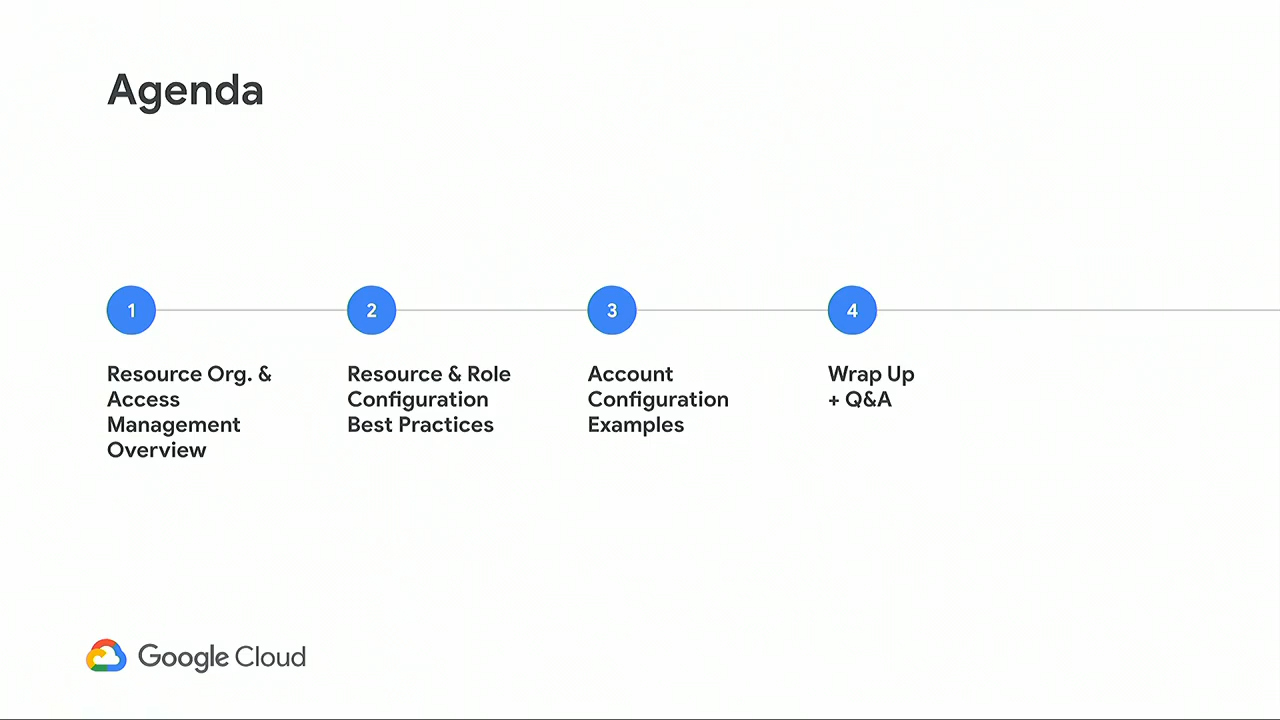 Agenda
1
Resource Org. &
Access
Management
Overview
2
Resource & Role
Configuration
Best Practices
3
Account
Configuration
Examples
4
Wrap Up
+ Q&A
Google Cloud